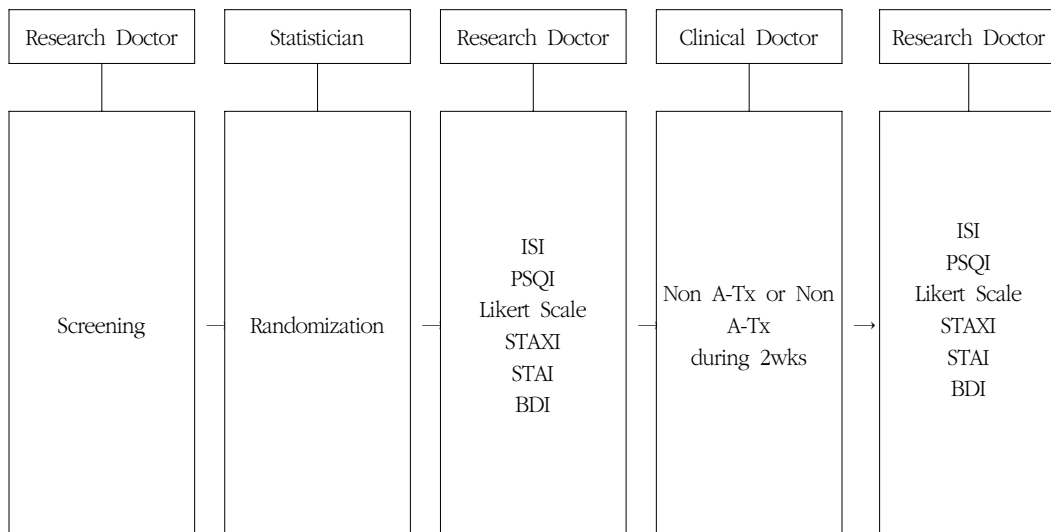 Research Doctor
Statistician
Research Doctor
Clinical Doctor
Research Doctor
Screening
→
Randomization
→
ISI
PSQI
Likert Scale
STAXI
STAI
BDI
→
Non A-Tx or Non
A-Tx
during 2wks
→
ISI
PSQI
Likert Scale
STAXI
STAI
BDI